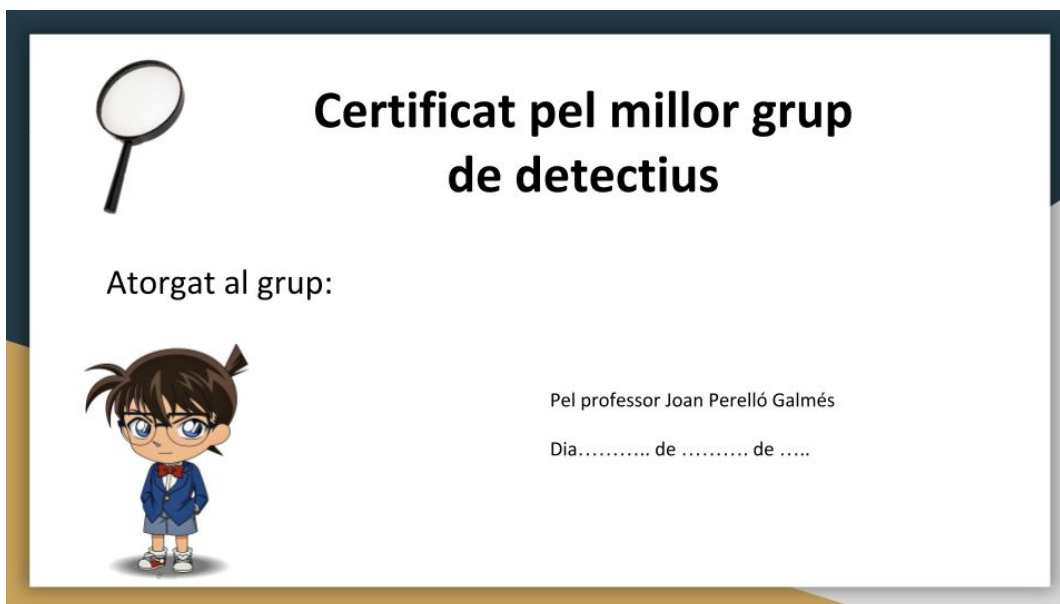 Certificat pel millor grup
de detectius
Atorgat al grup:
Pel professor Joan Perelló Galmés
Dia……….. de ………. de …..